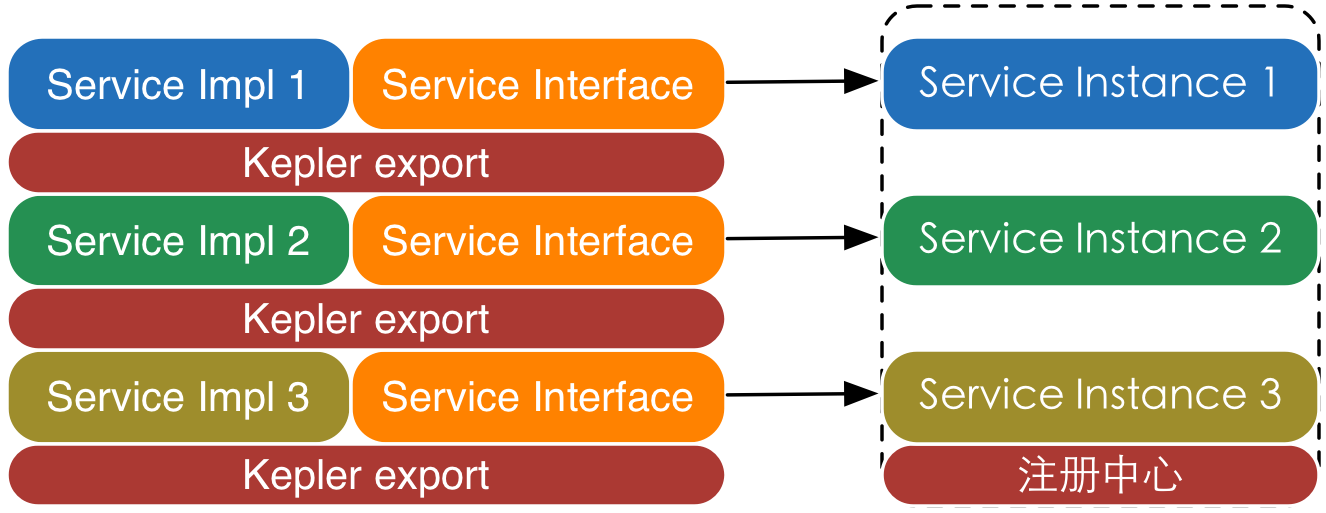 Service Impl 1
Service Interface
Service Instance 1
Kepler export
Service Impl 2
Service Interface
Service Instance 2
Kepler export
Service Impl 3
Service Interface
Service Instance 3
Kepler export
注册中心